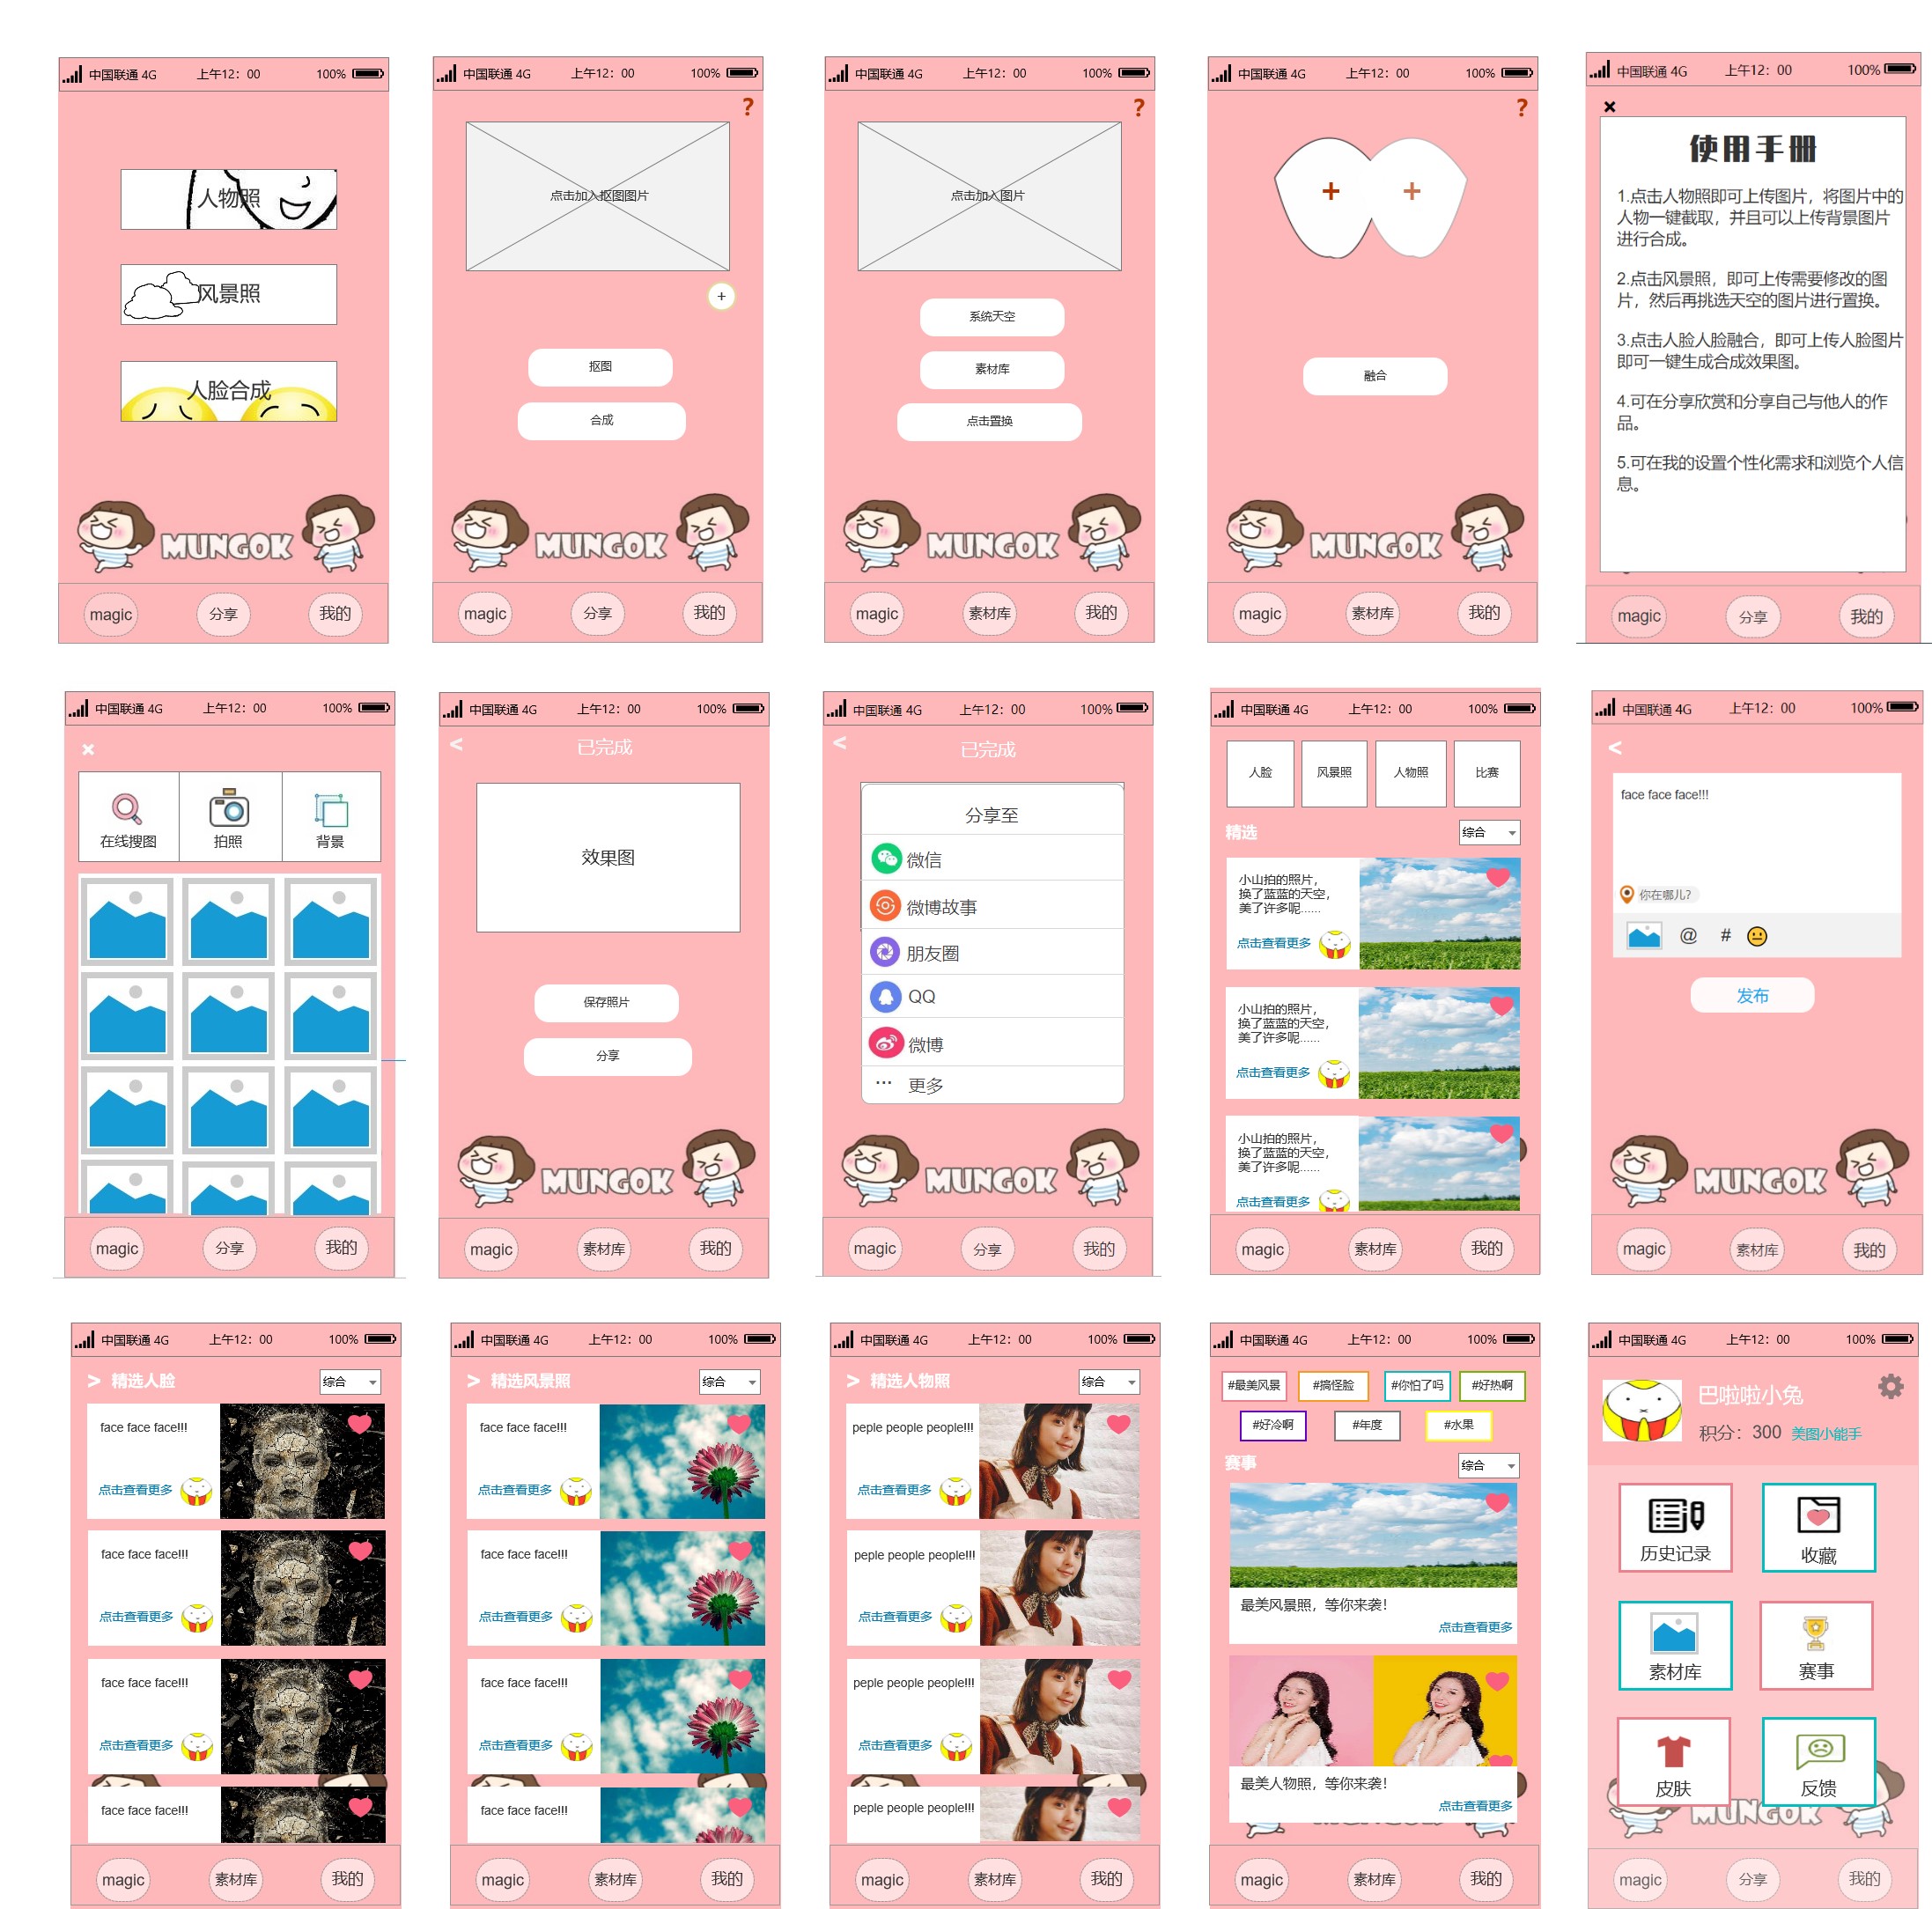 中国联通 4G 上午12：00 100%
人物照
风景照
人脸合成
MUNGOK
magic 分享 我的
中国联通 4G 上午12：00 100%
?
点击加入抠图图片
+
抠图
合成
MUNGOK
magic 分享 我的
中国联通 4G 上午12：00 100%
?
点击加入图片
系统天空
素材库
点击置换
MUNGOK
magic 素材库 我的
中国联通 4G 上午12：00 100%
?
+ +
融合
MUNGOK
magic 素材库 我的
中国联通 4G 上午12：00 100%
×
使用手册
1.点击人物照即可上传图片，将图片中的
人物一键截取，并且可以上传背景图片
进行合成。
2.点击风景照，即可上传需要修改的图
片，然后再挑选天空的图片进行置换。
3.点击人脸人脸融合，即可上传人脸图片
即可一键生成合成效果图。
4.可在分享欣赏和分享自己与他人的作
品。
5.可在我的设置个性化需求和浏览个人信
息。
magic 分享 我的
中国联通 4G 上午12：00 100%
×
在线搜图 拍照 背景
magic 分享 我的
中国联通 4G 上午12：00 100%
< 已完成
效果图
保存照片
分享
MUNGOK
magic 素材库 我的
中国联通 4G 上午12：00 100%
< 已完成
分享至
微信
微博故事
朋友圈
QQ
微博
··· 更多
MUNGOK
magic 分享 我的
中国联通 4G 上午12：00 100%
人脸 风景照 人物照 比赛
精选 综合
小山拍的照片，
换了蓝蓝的天空，
美了许多呢......
点击查看更多
小山拍的照片，
换了蓝蓝的天空，
美了许多呢......
点击查看更多
小山拍的照片，
换了蓝蓝的天空，
美了许多呢......
点击查看更多
magic 素材库 我的
中国联通 4G 上午12：00 100%
<
face face face!!!
你在哪儿?
@ #
发布
MUNGOK
magic 素材库 我的
中国联通 4G 上午12：00 100%
> 精选人脸 综合
face face face!!!
点击查看更多
face face face!!!
点击查看更多
face face face!!!
点击查看更多
face face face!!!
magic 素材库 我的
中国联通 4G 上午12：00 100%
> 精选风景照 综合
face face face!!!
点击查看更多
face face face!!!
点击查看更多
face face face!!!
点击查看更多
face face face!!!
magic 素材库 我的
中国联通 4G 上午12：00 100%
> 精选人物照 综合
peple people people!!!
点击查看更多
peple people people!!!
点击查看更多
peple people people!!!
点击查看更多
peple people people!!!
magic 素材库 我的
中国联通 4G 上午12：00 100%
#最美风景 #搞怪脸 #你怕了吗 #好热啊
#好冷啊 #年度 #水果
赛事 综合
最美风景照，等你来袭！
点击查看更多
最美人物照，等你来袭！
点击查看更多
magic 素材库 我的
中国联通 4G 上午12：00 100%
巴啦啦小兔
积分：300 美图小能手
历史记录 收藏
素材库 赛事
皮肤 反馈
MUNGOK
magic 分享 我的